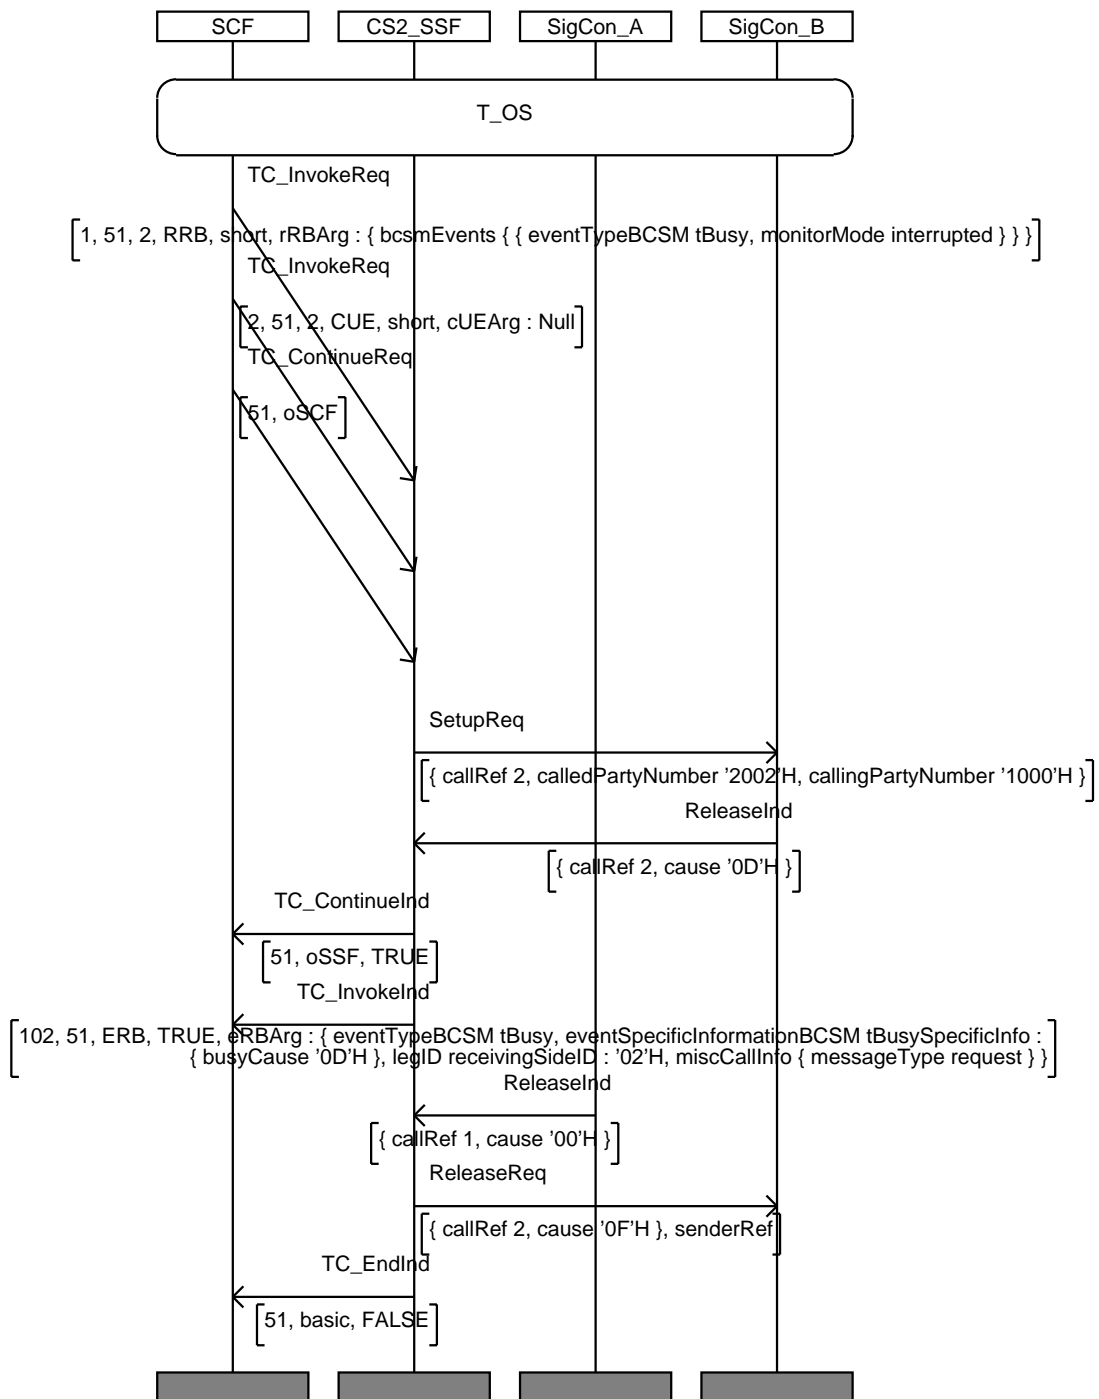 SCF CS2_SSF SigCon_A SigCon_B
T_OS
TC_InvokeReq
1, 51, 2, RRB, short, rRBArg : { bcsmEvents { { eventTypeBCSM tBusy, monitorMode interrupted } } }
TC_InvokeReq
2, 51, 2, CUE, short, cUEArg : Null
TC_ContinueReq
51, oSCF
SetupReq
{ callRef 2, calledPartyNumber '2002'H, callingPartyNumber '1000'H }
ReleaseInd
{ callRef 2, cause '0D'H }
TC_ContinueInd
51, oSSF, TRUE
TC_InvokeInd
102, 51, ERB, TRUE, eRBArg : { eventTypeBCSM tBusy, eventSpecificInformationBCSM tBusySpecificInfo :
{ busyCause '0D'H }, legID receivingSideID : '02'H, miscCallInfo { messageType request } }
ReleaseInd
{ callRef 1, cause '00'H }
ReleaseReq
{ callRef 2, cause '0F'H }, senderRef
TC_EndInd
51, basic, FALSE